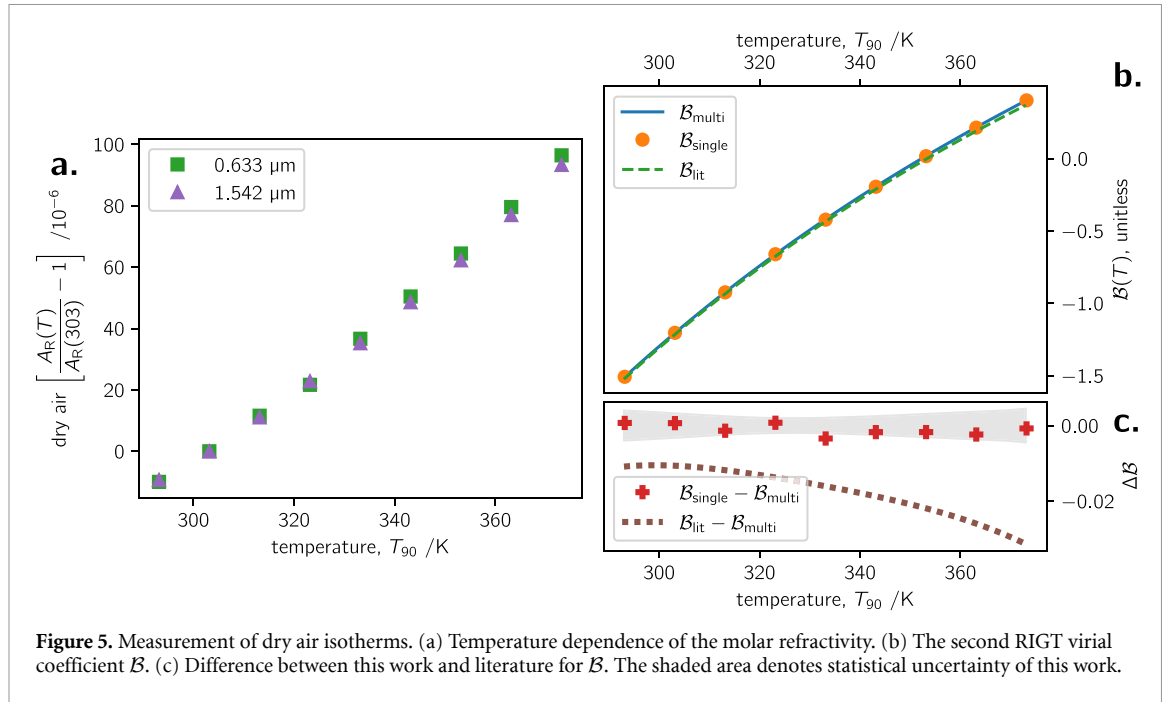 a.
dry air [A_R(T)/A_R(303) − 1] /10⁻⁶
100
80
60
40
20
0
0.633 µm
1.542 µm
300
320
340
360
temperature, T₉₀ /K
temperature, T₉₀ /K
300
320
340
360
b.
ℬ_multi
ℬ_single
ℬ_lit
0.0
−0.5
−1.0
−1.5
ℬ(T), unitless
c.
0.00
−0.02
Δℬ
ℬ_single − ℬ_multi
ℬ_lit − ℬ_multi
300
320
340
360
temperature, T₉₀ /K
Figure 5. Measurement of dry air isotherms. (a) Temperature dependence of the molar refractivity. (b) The second RIGT virial
coefficient ℬ. (c) Difference between this work and literature for ℬ. The shaded area denotes statistical uncertainty of this work.